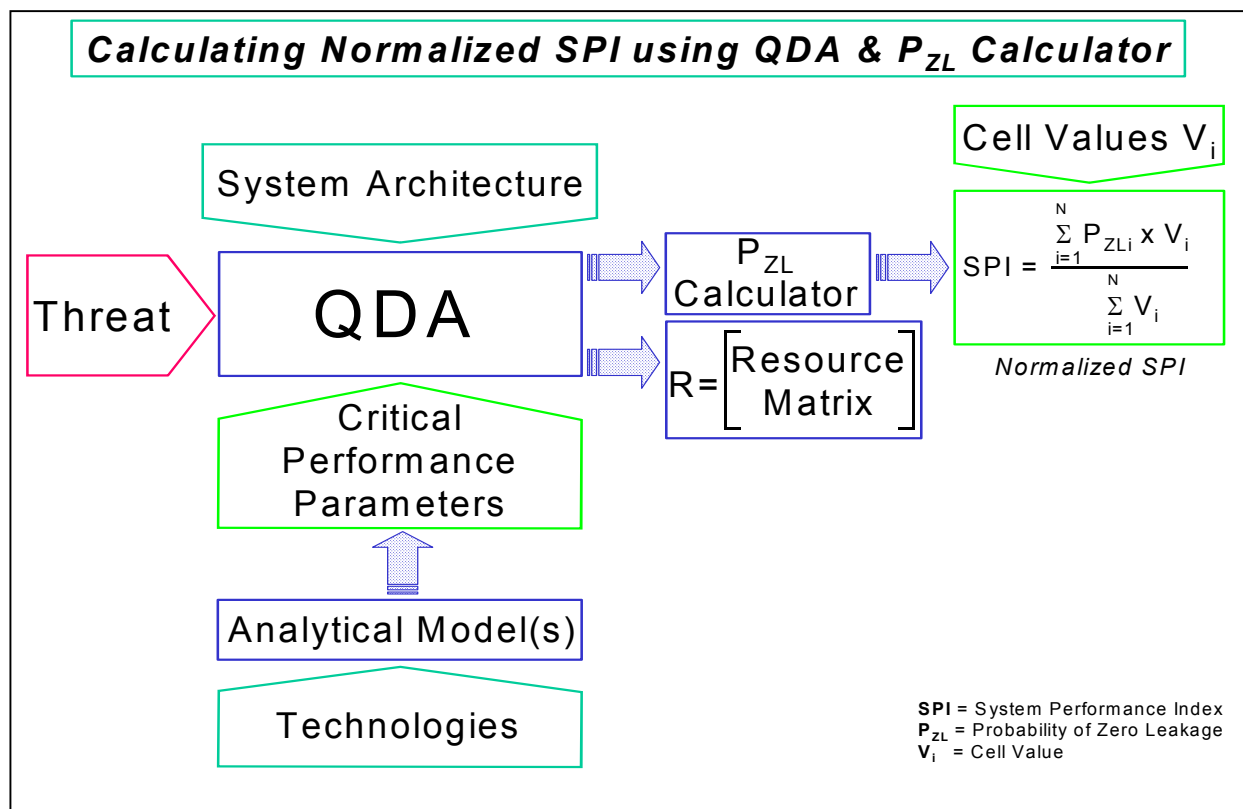 Calculating Normalized SPI using QDA & PZL Calculator
Cell Values Vi
System Architecture
Threat
QDA
PZL
Calculator
SPI =
N
Σ PZLi x Vi
i=1
N
Σ Vi
i=1
Normalized SPI
R= [Resource
Matrix]
Critical
Performance
Parameters
Analytical Model(s)
Technologies
SPI = System Performance Index
PZL = Probability of Zero Leakage
Vi = Cell Value